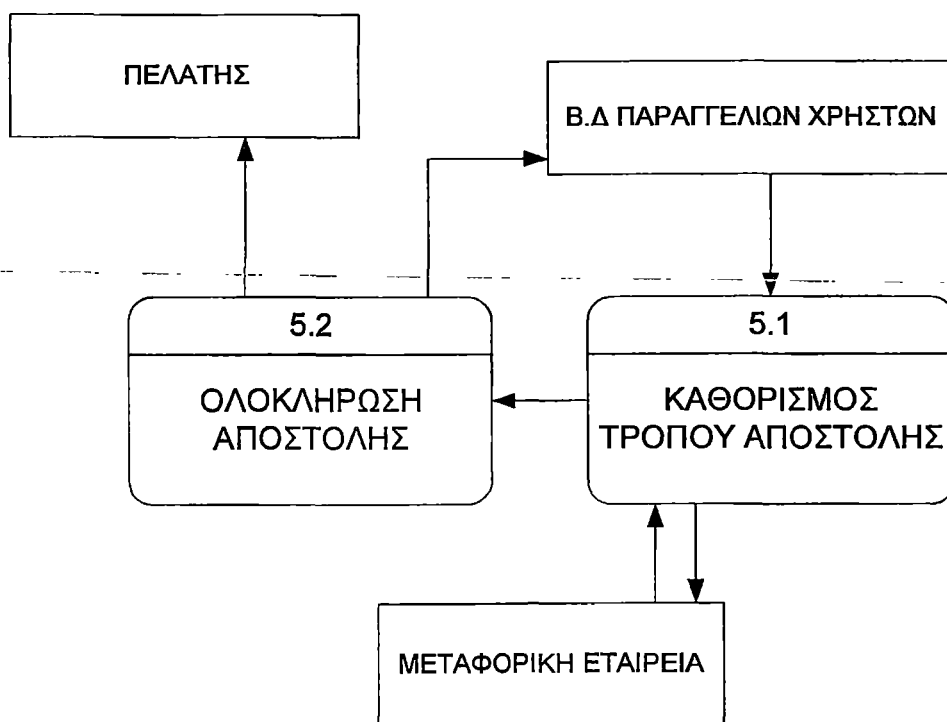 ΠΕΛΑΤΗΣ
Β.Δ ΠΑΡΑΓΓΕΛΙΩΝ ΧΡΗΣΤΩΝ
5.2
ΟΛΟΚΛΗΡΩΣΗ
ΑΠΟΣΤΟΛΗΣ
5.1
ΚΑΘΟΡΙΣΜΟΣ
ΤΡΟΠΟΥ ΑΠΟΣΤΟΛΗΣ
ΜΕΤΑΦΟΡΙΚΗ ΕΤΑΙΡΕΙΑ